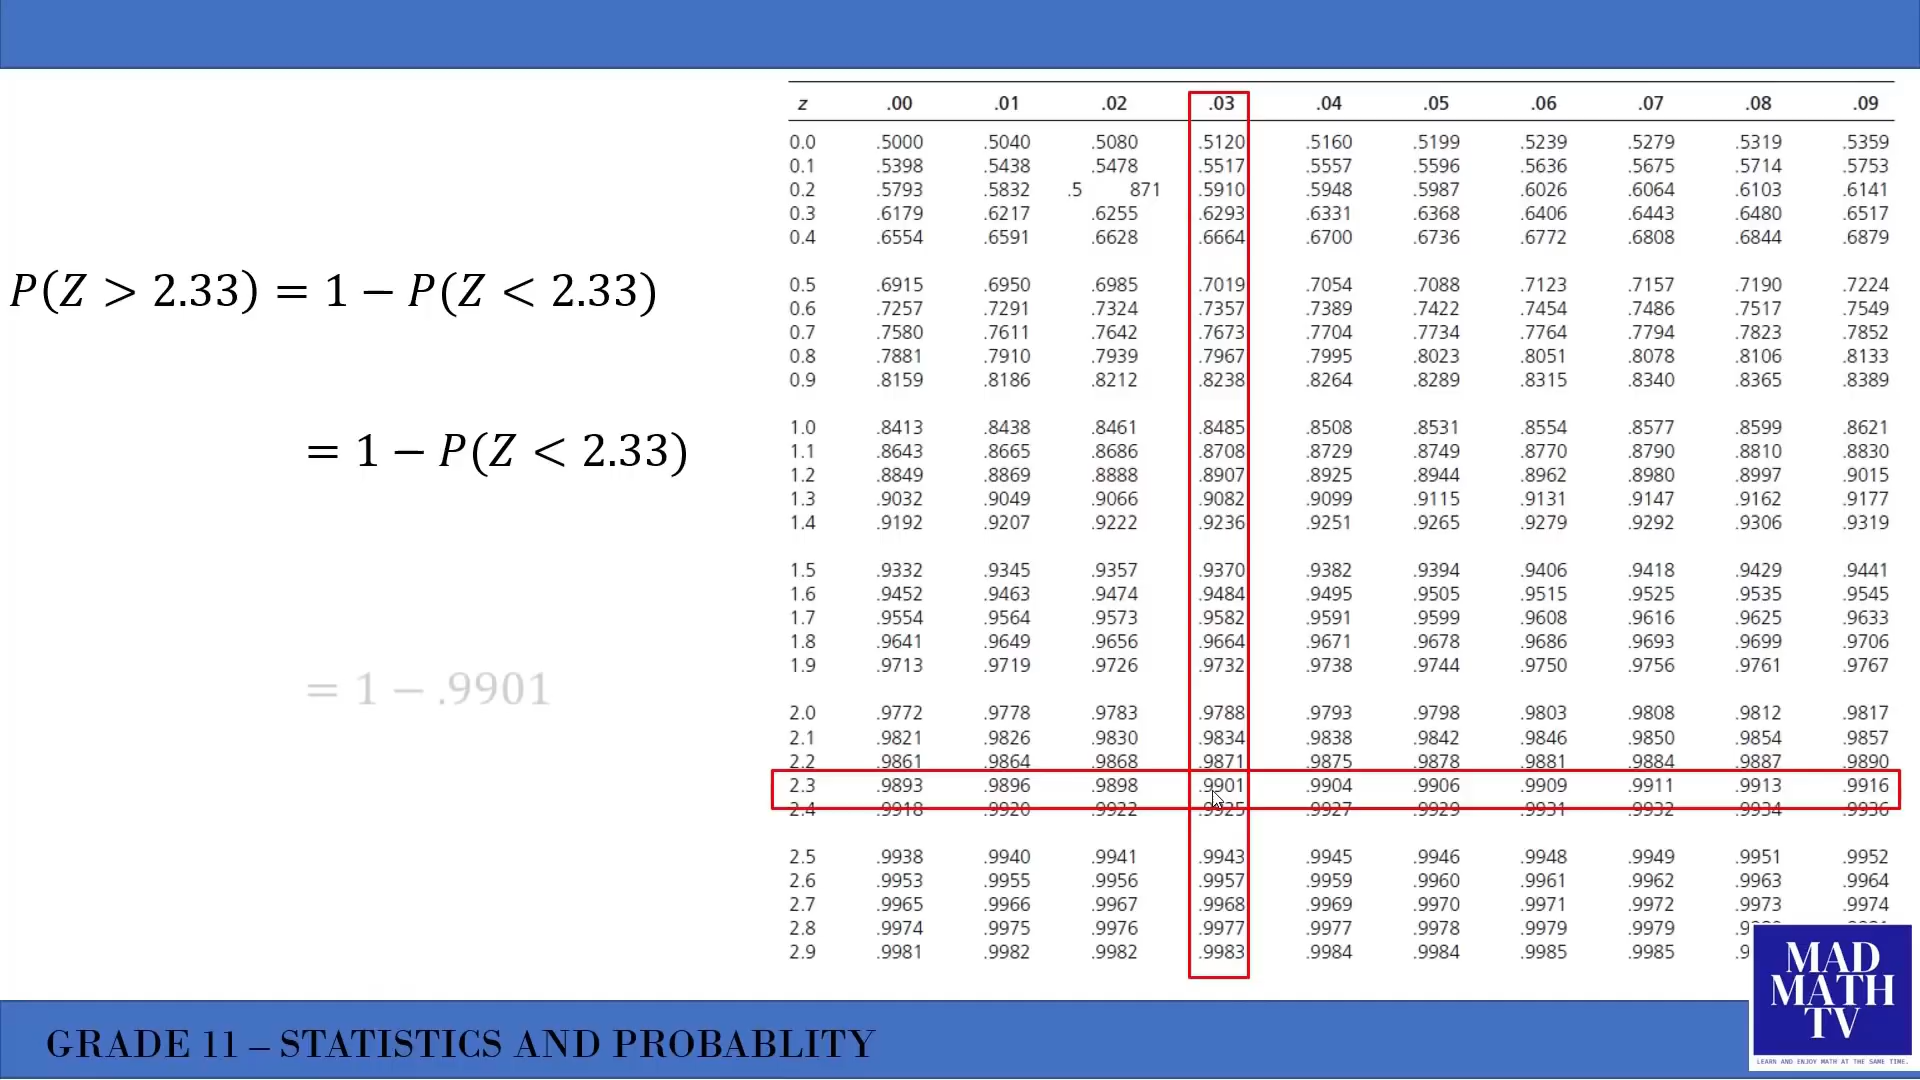 P(Z > 2.33) = 1 − P(Z < 2.33)
= 1 − P(Z < 2.33)
= 1 − .9901
z .00 .01 .02 .03 .04 .05 .06 .07 .08 .09
0.0 .5000 .5040 .5080 .5120 .5160 .5199 .5239 .5279 .5319 .5359
0.1 .5398 .5438 .5478 .5517 .5557 .5596 .5636 .5675 .5714 .5753
0.2 .5793 .5832 .5 871 .5910 .5948 .5987 .6026 .6064 .6103 .6141
0.3 .6179 .6217 .6255 .6293 .6331 .6368 .6406 .6443 .6480 .6517
0.4 .6554 .6591 .6628 .6664 .6700 .6736 .6772 .6808 .6844 .6879
0.5 .6915 .6950 .6985 .7019 .7054 .7088 .7123 .7157 .7190 .7224
0.6 .7257 .7291 .7324 .7357 .7389 .7422 .7454 .7486 .7517 .7549
0.7 .7580 .7611 .7642 .7673 .7704 .7734 .7764 .7794 .7823 .7852
0.8 .7881 .7910 .7939 .7967 .7995 .8023 .8051 .8078 .8106 .8133
0.9 .8159 .8186 .8212 .8238 .8264 .8289 .8315 .8340 .8365 .8389
1.0 .8413 .8438 .8461 .8485 .8508 .8531 .8554 .8577 .8599 .8621
1.1 .8643 .8665 .8686 .8708 .8729 .8749 .8770 .8790 .8810 .8830
1.2 .8849 .8869 .8888 .8907 .8925 .8944 .8962 .8980 .8997 .9015
1.3 .9032 .9049 .9066 .9082 .9099 .9115 .9131 .9147 .9162 .9177
1.4 .9192 .9207 .9222 .9236 .9251 .9265 .9279 .9292 .9306 .9319
1.5 .9332 .9345 .9357 .9370 .9382 .9394 .9406 .9418 .9429 .9441
1.6 .9452 .9463 .9474 .9484 .9495 .9505 .9515 .9525 .9535 .9545
1.7 .9554 .9564 .9573 .9582 .9591 .9599 .9608 .9616 .9625 .9633
1.8 .9641 .9649 .9656 .9664 .9671 .9678 .9686 .9693 .9699 .9706
1.9 .9713 .9719 .9726 .9732 .9738 .9744 .9750 .9756 .9761 .9767
2.0 .9772 .9778 .9783 .9788 .9793 .9798 .9803 .9808 .9812 .9817
2.1 .9821 .9826 .9830 .9834 .9838 .9842 .9846 .9850 .9854 .9857
2.2 .9861 .9864 .9868 .9871 .9875 .9878 .9881 .9884 .9887 .9890
2.3 .9893 .9896 .9898 .9901 .9904 .9906 .9909 .9911 .9913 .9916
2.4 .9918 .9920 .9922 .9925 .9927 .9929 .9931 .9932 .9934 .9936
2.5 .9938 .9940 .9941 .9943 .9945 .9946 .9948 .9949 .9951 .9952
2.6 .9953 .9955 .9956 .9957 .9959 .9960 .9961 .9962 .9963 .9964
2.7 .9965 .9966 .9967 .9968 .9969 .9970 .9971 .9972 .9973 .9974
2.8 .9974 .9975 .9976 .9977 .9977 .9978 .9979 .9979
2.9 .9981 .9982 .9982 .9983 .9984 .9984 .9985 .9985
MAD
MATH
TV
LEARN AND ENJOY MATH AT THE SAME TIME.
GRADE 11 – STATISTICS AND PROBABLITY